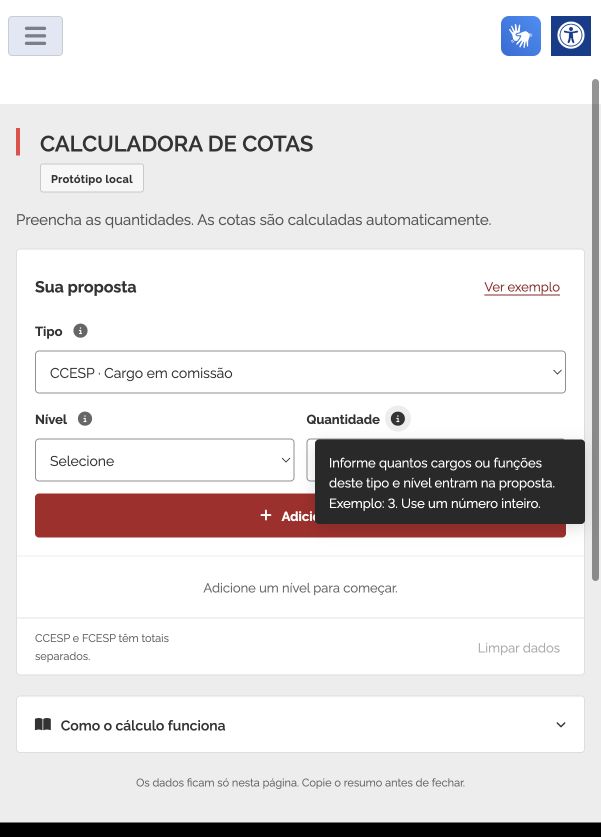 CALCULADORA DE COTAS
Protótipo local
Preencha as quantidades. As cotas são calculadas automaticamente.
Sua proposta
Ver exemplo
Tipo
CCESP · Cargo em comissão
Nível
Quantidade
Selecione
Informe quantos cargos ou funções
deste tipo e nível entram na proposta.
Exemplo: 3. Use um número inteiro.
+
Adicione um nível para começar.
CCESP e FCESP têm totais
separados.
Limpar dados
Como o cálculo funciona
Os dados ficam só nesta página. Copie o resumo antes de fechar.